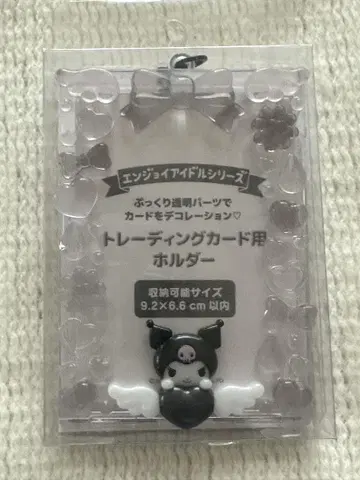 エンジョイアイドルシリーズ
ぷっくり透明パーツで
カードをデコレーション♡
トレーディングカード用
ホルダー
収納可能サイズ
9.2×6.6cm以内